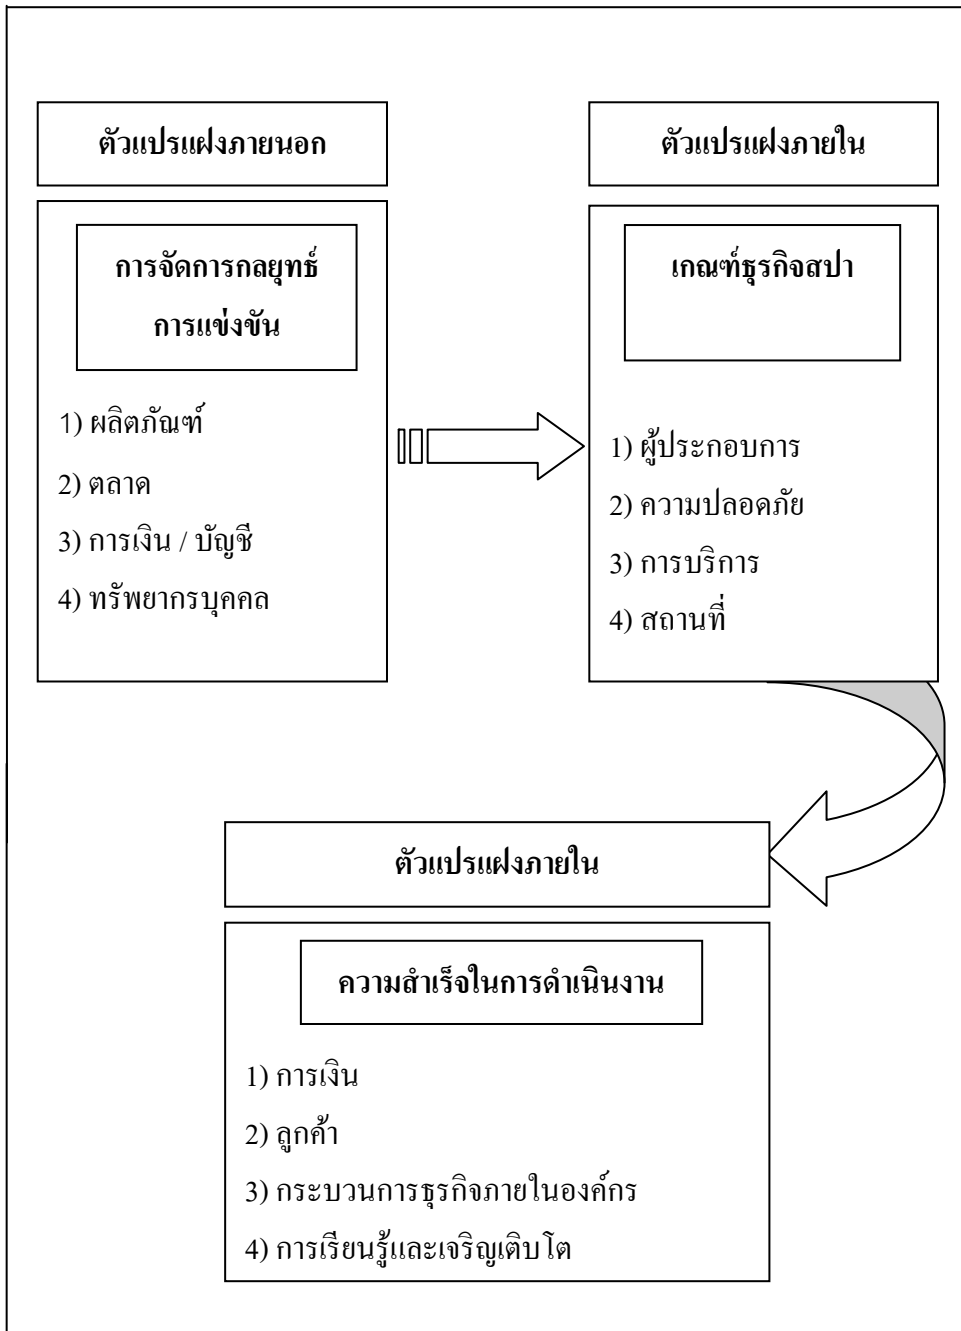 ตัวแปรแฝงภายนอก
การจัดการกลยุทธ์
การแข่งขัน
1) ผลิตภัณฑ์
2) ตลาด
3) การเงิน / บัญชี
4) ทรัพยากรบุคคล
ตัวแปรแฝงภายใน
เกณฑ์ธุรกิจสปา
1) ผู้ประกอบการ
2) ความปลอดภัย
3) การบริการ
4) สถานที่
ตัวแปรแฝงภายใน
ความสำเร็จในการดำเนินงาน
1) การเงิน
2) ลูกค้า
3) กระบวนการธุรกิจภายในองค์กร
4) การเรียนรู้และเจริญเติบโต